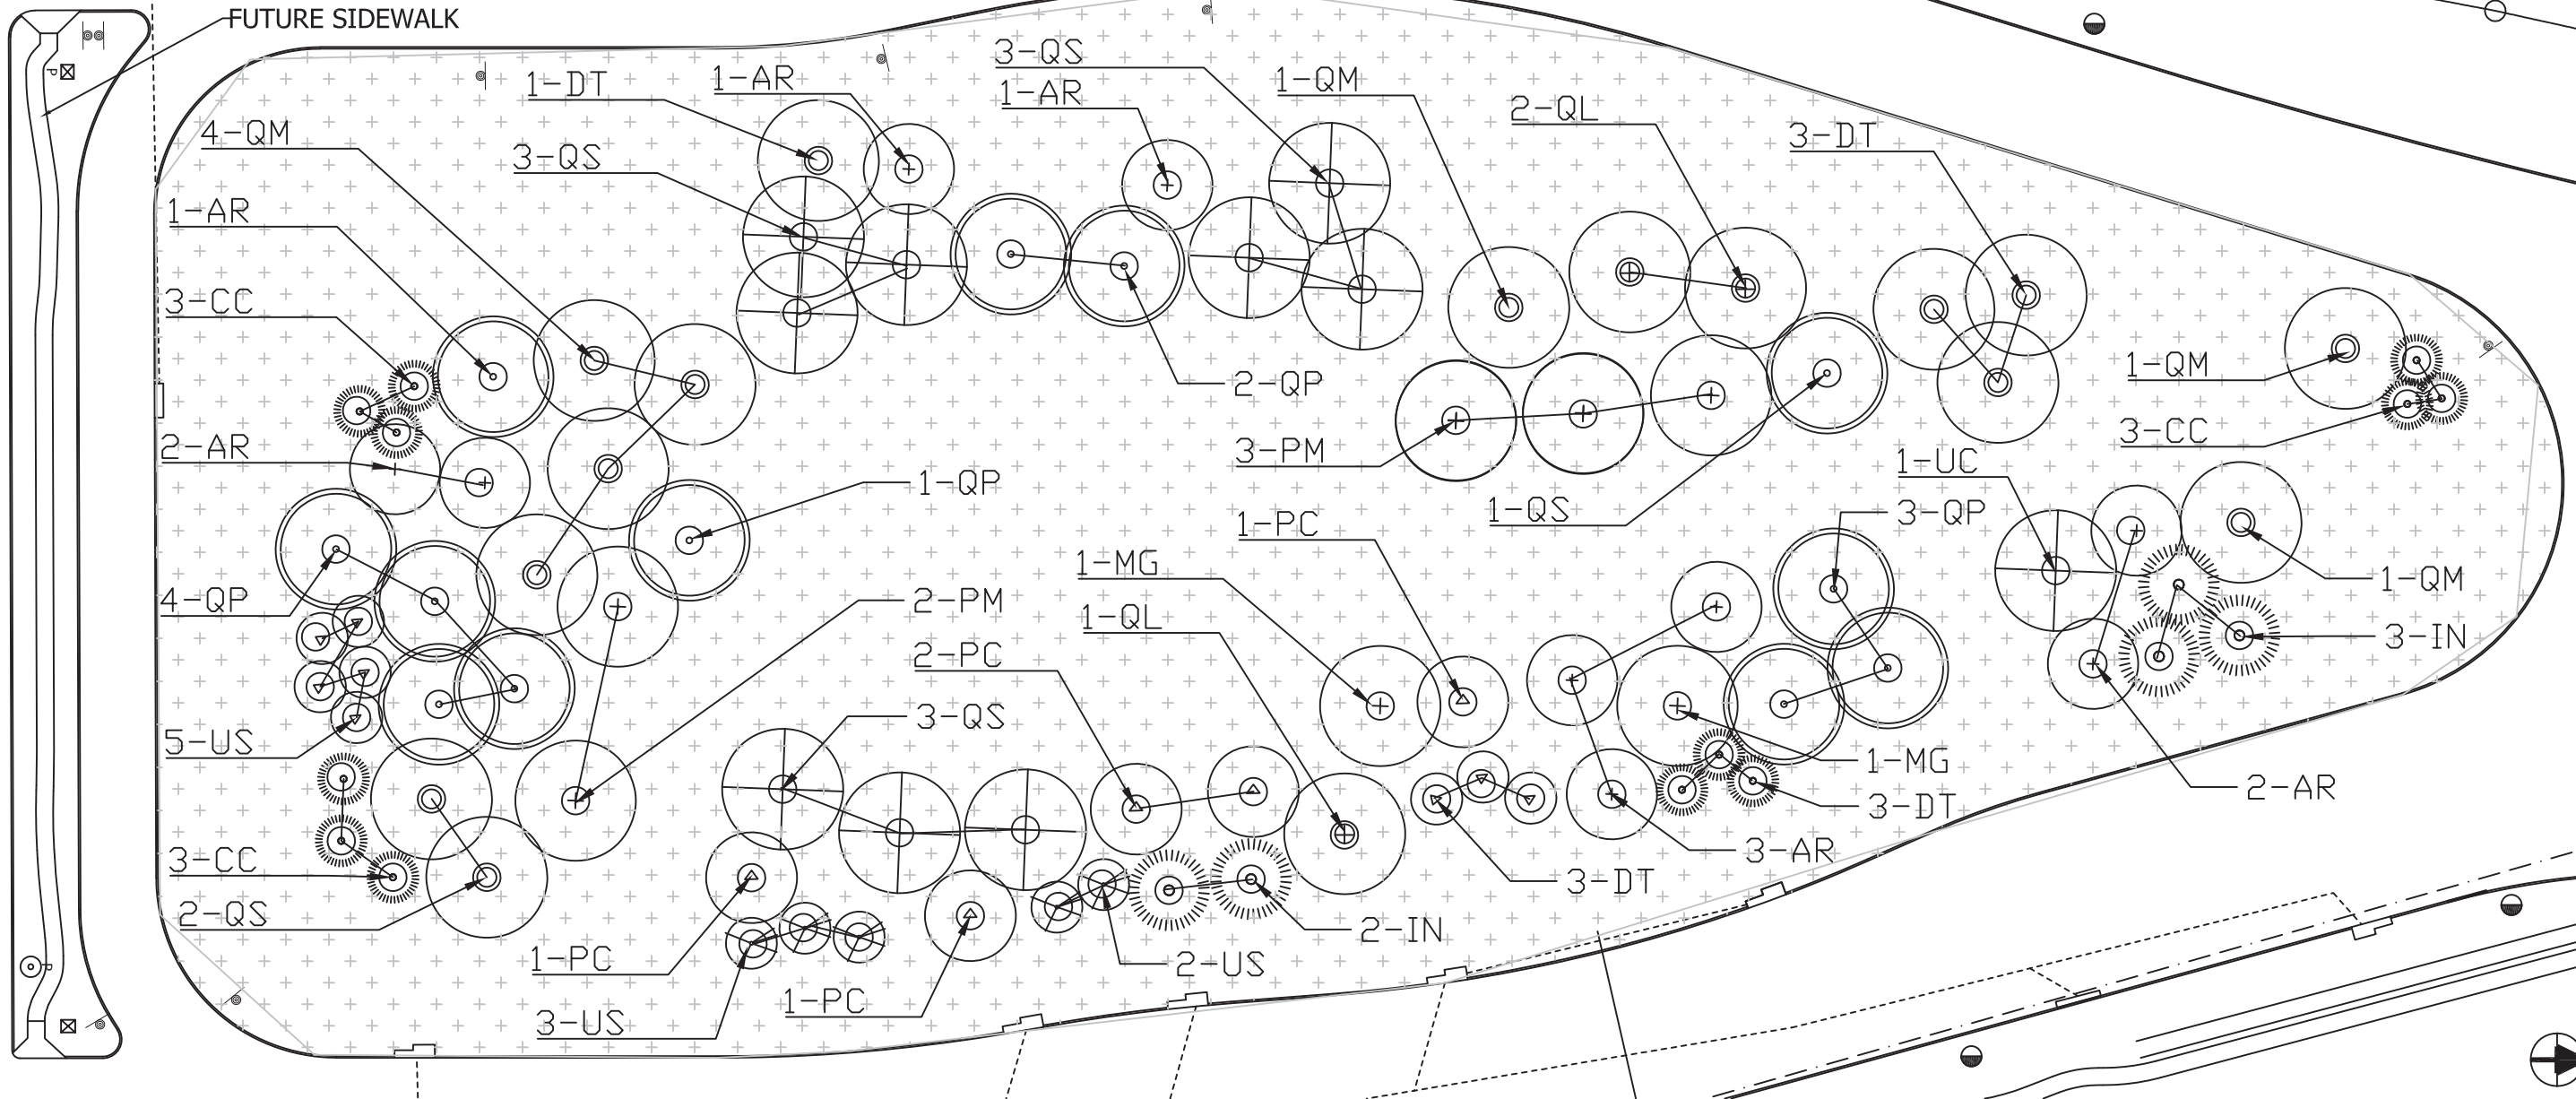 FUTURE SIDEWALK
P
3-QS
1-DT
1-AR
1-AR
1-QM
2-QL
4-QM
3-QS
3-DT
1-AR
3-CC
2-QP
1-QM
2-AR
3-PM
3-CC
1-QP
1-UC
1-QS
3-QP
1-PC
1-MG
1-QM
4-QP
2-PM
1-QL
3-IN
2-PC
5-US
3-QS
1-MG
2-AR
3-DT
3-CC
3-AR
3-DT
2-QS
2-IN
1-PC
P
2-US
1-PC
3-US